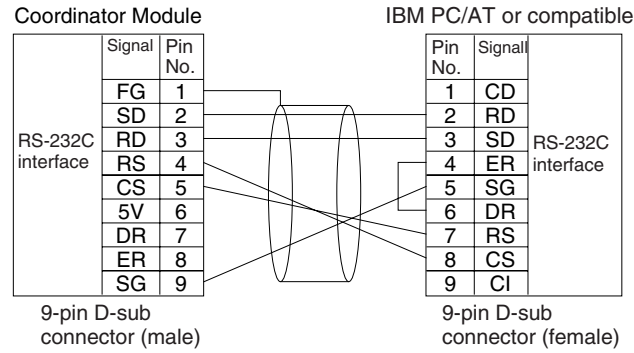 Coordinator Module IBM PC/AT or compatible
Signal Pin No. Pin No. Signall
FG 1 1 CD
SD 2 2 RD
RD 3 3 SD
RS-232C interface RS-232C interface
RS 4 4 ER
CS 5 5 SG
5V 6 6 DR
DR 7 7 RS
ER 8 8 CS
SG 9 9 CI
9-pin D-sub 9-pin D-sub
connector (male) connector (female)